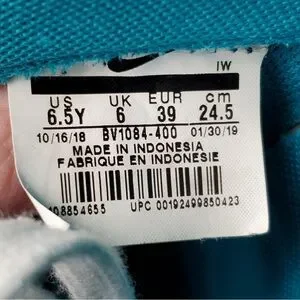 IW
US UK EUR cm
6.5Y 6 39 24.5
10/16/18 BV1084-400 01/30/19
MADE IN INDONESIA
FABRIQUE EN INDONESIE
108854655 UPC 00192499850423